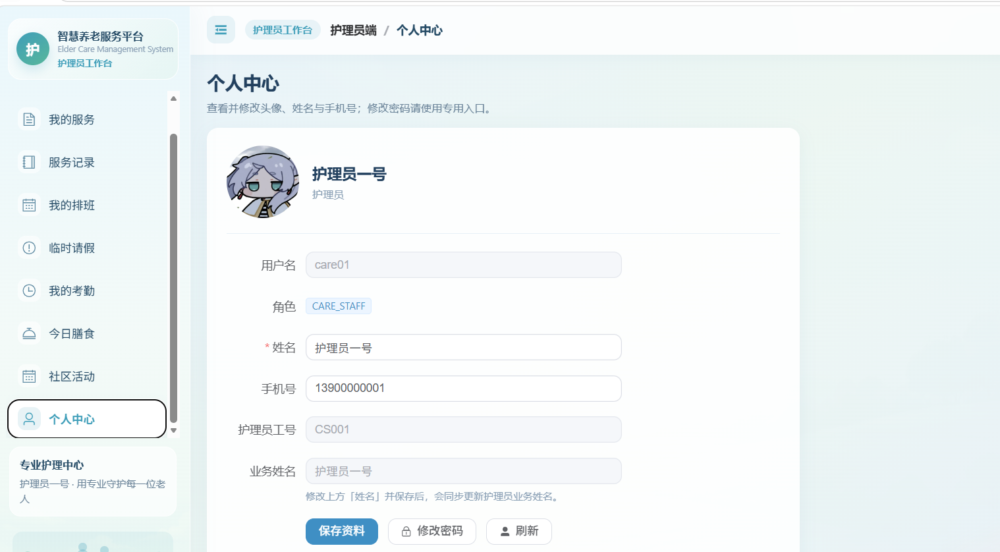 护
智慧养老服务平台
Elder Care Management System
护理员工作台
我的服务
服务记录
我的排班
临时请假
我的考勤
今日膳食
社区活动
个人中心
专业护理中心
护理员一号 · 用专业守护每一位老
人
护理员工作台 护理员端 / 个人中心
个人中心
查看并修改头像、姓名与手机号；修改密码请使用专用入口。
护理员一号
护理员
用户名 care01
角色 CARE_STAFF
* 姓名 护理员一号
手机号 13900000001
护理员工号 CS001
业务姓名 护理员一号
修改上方「姓名」并保存后，会同步更新护理员业务姓名。
保存资料 修改密码 刷新